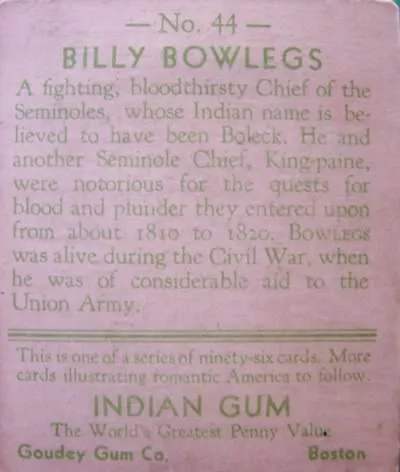 — No. 44 —
BILLY BOWLEGS
A fighting, bloodthirsty Chief of the
Seminoles, whose Indian name is be-
lieved to have been Boleck. He and
another Seminole Chief, King-paine,
were notorious for the quests for
blood and plunder they entered upon
from about 1810 to 1820. BOWLEGS
was alive during the Civil War, when
he was of considerable aid to the
Union Army.
This is one of a series of ninety-six cards. More
cards illustrating romantic America to follow.
INDIAN GUM
The World's Greatest Penny Value
Goudey Gum Co. Boston